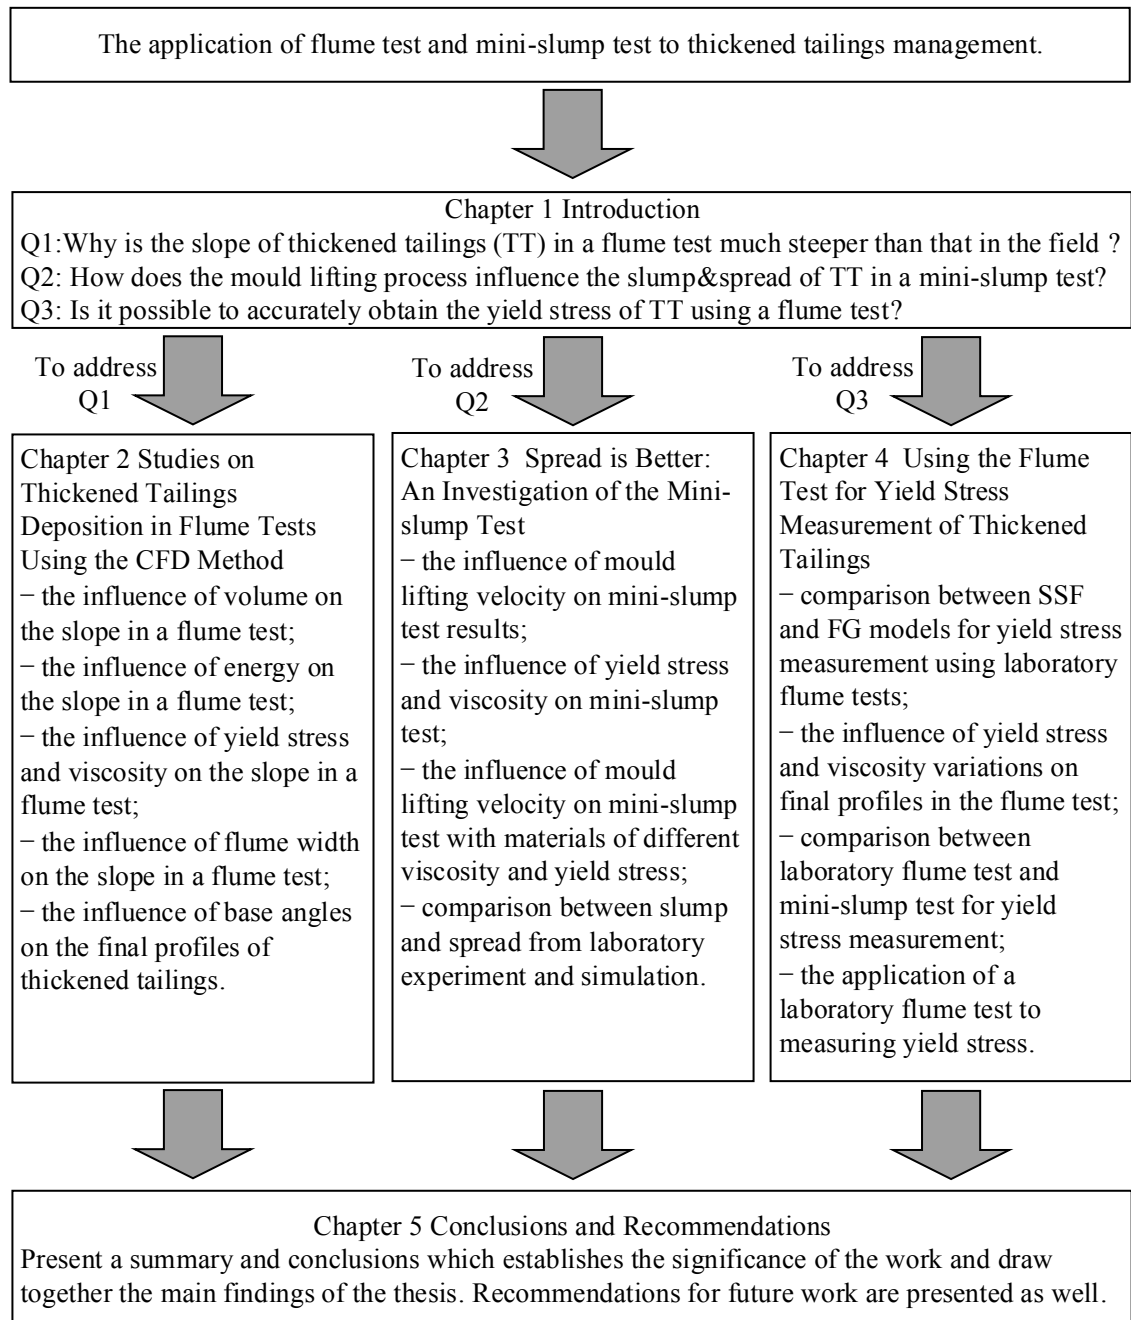 The application of flume test and mini-slump test to thickened tailings management.
Chapter 1 Introduction
Q1:Why is the slope of thickened tailings (TT) in a flume test much steeper than that in the field ?
Q2: How does the mould lifting process influence the slump&spread of TT in a mini-slump test?
Q3: Is it possible to accurately obtain the yield stress of TT using a flume test?
To address
Q1
To address
Q2
To address
Q3
Chapter 2 Studies on
Thickened Tailings
Deposition in Flume Tests
Using the CFD Method
− the influence of volume on
the slope in a flume test;
− the influence of energy on
the slope in a flume test;
− the influence of yield stress
and viscosity on the slope in a
flume test;
− the influence of flume width
on the slope in a flume test;
− the influence of base angles
on the final profiles of
thickened tailings.
Chapter 3  Spread is Better:
An Investigation of the Mini-
slump Test
− the influence of mould
lifting velocity on mini-slump
test results;
− the influence of yield stress
and viscosity on mini-slump
test;
− the influence of mould
lifting velocity on mini-slump
test with materials of different
viscosity and yield stress;
− comparison between slump
and spread from laboratory
experiment and simulation.
Chapter 4  Using the Flume
Test for Yield Stress
Measurement of Thickened
Tailings
− comparison between SSF
and FG models for yield stress
measurement using laboratory
flume tests;
− the influence of yield stress
and viscosity variations on
final profiles in the flume test;
− comparison between
laboratory flume test and
mini-slump test for yield
stress measurement;
− the application of a
laboratory flume test to
measuring yield stress.
Chapter 5 Conclusions and Recommendations
Present a summary and conclusions which establishes the significance of the work and draw
together the main findings of the thesis. Recommendations for future work are presented as well.